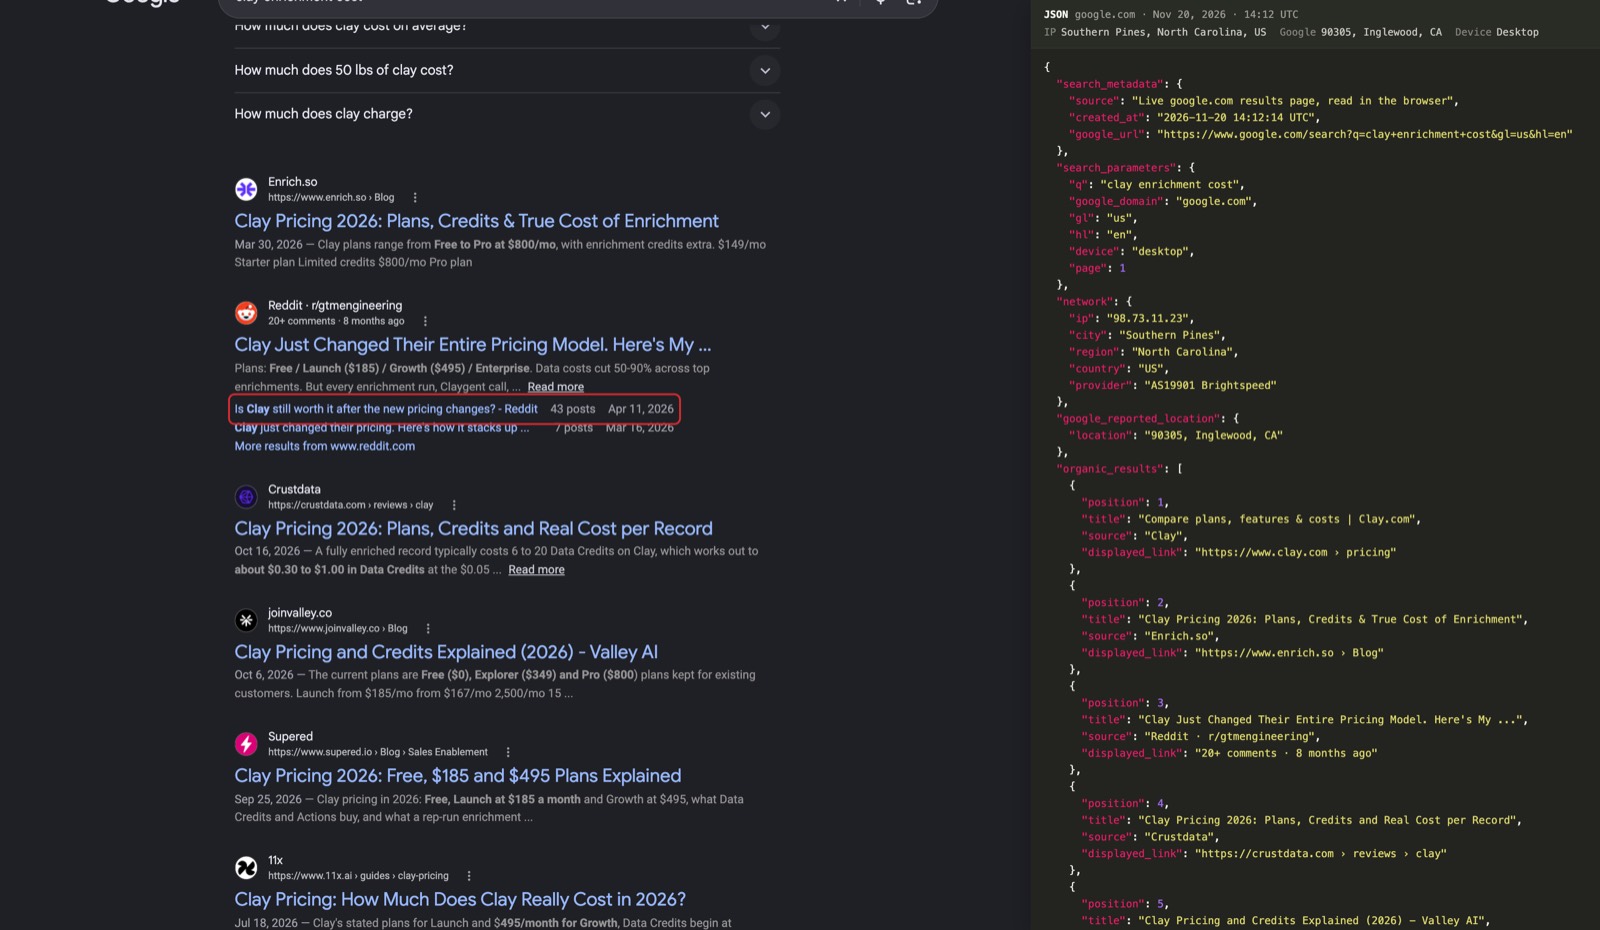 How much does clay cost on average?
How much does 50 lbs of clay cost?
How much does clay charge?
Enrich.so
https://www.enrich.so › Blog
Clay Pricing 2026: Plans, Credits & True Cost of Enrichment
Mar 30, 2026 — Clay plans range from Free to Pro at $800/mo, with enrichment credits extra. $149/mo
Starter plan Limited credits $800/mo Pro plan
Reddit · r/gtmengineering
20+ comments · 8 months ago
Clay Just Changed Their Entire Pricing Model. Here's My ...
Plans: Free / Launch ($185) / Growth ($495) / Enterprise. Data costs cut 50-90% across top
enrichments. But every enrichment run, Claygent call, ... Read more
Is Clay still worth it after the new pricing changes? - Reddit 43 posts Apr 11, 2026
Clay just changed their pricing. Here's how it stacks up ... 7 posts Mar 16, 2026
More results from www.reddit.com
Crustdata
https://crustdata.com › reviews › clay
Clay Pricing 2026: Plans, Credits and Real Cost per Record
Oct 16, 2026 — A fully enriched record typically costs 6 to 20 Data Credits on Clay, which works out to
about $0.30 to $1.00 in Data Credits at the $0.05 ... Read more
joinvalley.co
https://www.joinvalley.co › Blog
Clay Pricing and Credits Explained (2026) - Valley AI
Oct 6, 2026 — The current plans are Free ($0), Explorer ($349) and Pro ($800) plans kept for existing
customers. Launch from $185/mo from $167/mo 2,500/mo 15 ...
Supered
https://www.supered.io › Blog › Sales Enablement
Clay Pricing 2026: Free, $185 and $495 Plans Explained
Sep 25, 2026 — Clay pricing in 2026: Free, Launch at $185 a month and Growth at $495, what Data
Credits and Actions buy, and what a rep-run enrichment ...
11x
https://www.11x.ai › guides › clay-pricing
Clay Pricing: How Much Does Clay Really Cost in 2026?
Jul 18, 2026 — Clay's stated plans for Launch and $495/month for Growth, Data Credits begin at
JSON google.com · Nov 20, 2026 · 14:12 UTC
IP Southern Pines, North Carolina, US Google 90305, Inglewood, CA Device Desktop
{
"search_metadata": {
"source": "Live google.com results page, read in the browser",
"created_at": "2026-11-20 14:12:14 UTC",
"google_url": "https://www.google.com/search?q=clay+enrichment+cost&gl=us&hl=en"
},
"search_parameters": {
"q": "clay enrichment cost",
"google_domain": "google.com",
"gl": "us",
"hl": "en",
"device": "desktop",
"page": 1
},
"network": {
"ip": "98.73.11.23",
"city": "Southern Pines",
"region": "North Carolina",
"country": "US",
"provider": "AS19901 Brightspeed"
},
"google_reported_location": {
"location": "90305, Inglewood, CA"
},
"organic_results": [
{
"position": 1,
"title": "Compare plans, features & costs | Clay.com",
"source": "Clay",
"displayed_link": "https://www.clay.com › pricing"
},
{
"position": 2,
"title": "Clay Pricing 2026: Plans, Credits & True Cost of Enrichment",
"source": "Enrich.so",
"displayed_link": "https://www.enrich.so › Blog"
},
{
"position": 3,
"title": "Clay Just Changed Their Entire Pricing Model. Here's My ...",
"source": "Reddit · r/gtmengineering",
"displayed_link": "20+ comments · 8 months ago"
},
{
"position": 4,
"title": "Clay Pricing 2026: Plans, Credits and Real Cost per Record",
"source": "Crustdata",
"displayed_link": "https://crustdata.com › reviews › clay"
},
{
"position": 5,
"title": "Clay Pricing and Credits Explained (2026) – Valley AI",